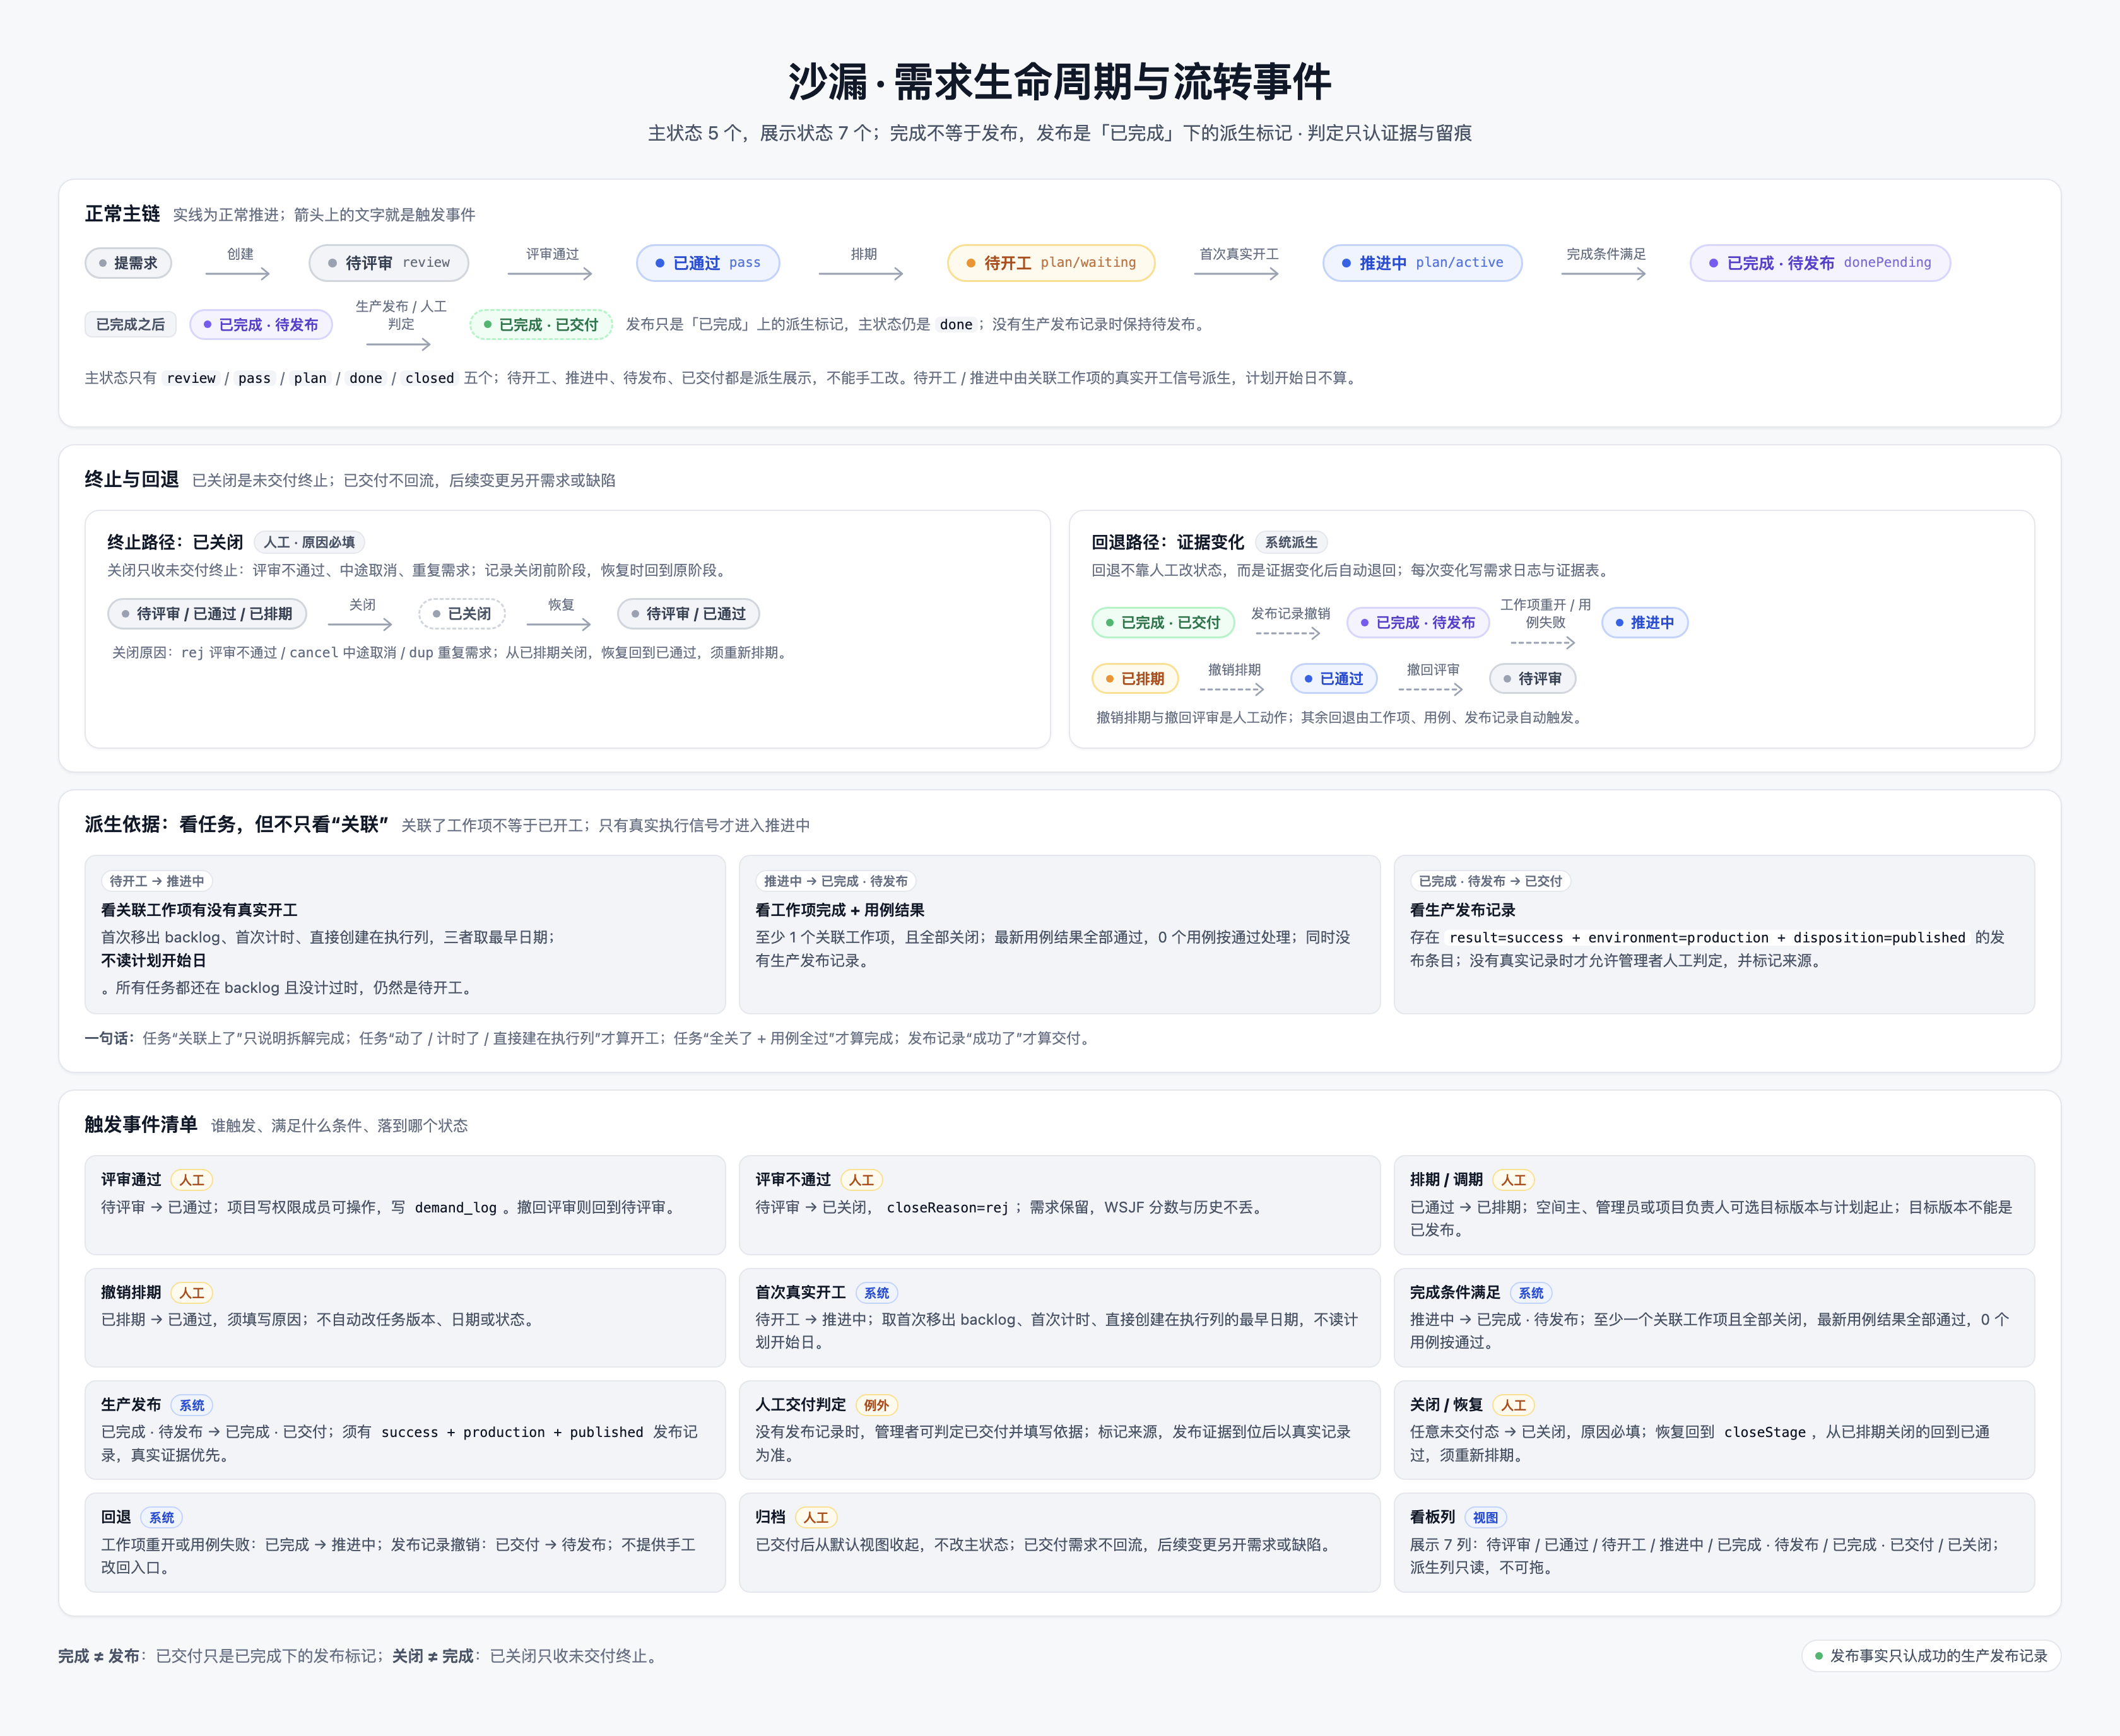 沙漏 · 需求生命周期与流转事件
主状态 5 个，展示状态 7 个；完成不等于发布，发布是「已完成」下的派生标记 · 判定只认证据与留痕
正常主链 实线为正常推进；箭头上的文字就是触发事件
提需求 创建 待评审 review 评审通过 已通过 pass 排期 待开工 plan/waiting 首次真实开工 推进中 plan/active 完成条件满足 已完成 · 待发布 donePending
已完成之后 已完成 · 待发布 生产发布 / 人工
判定 已完成 · 已交付 发布只是「已完成」上的派生标记，主状态仍是 done；没有生产发布记录时保持待发布。
主状态只有 review / pass / plan / done / closed 五个；待开工、推进中、待发布、已交付都是派生展示，不能手工改。待开工 / 推进中由关联工作项的真实开工信号派生，计划开始日不算。
终止与回退 已关闭是未交付终止；已交付不回流，后续变更另开需求或缺陷
终止路径：已关闭 人工 · 原因必填
关闭只收未交付终止：评审不通过、中途取消、重复需求；记录关闭前阶段，恢复时回到原阶段。
待评审 / 已通过 / 已排期 关闭 已关闭 恢复 待评审 / 已通过
关闭原因：rej 评审不通过 / cancel 中途取消 / dup 重复需求；从已排期关闭，恢复回到已通过，须重新排期。
回退路径：证据变化 系统派生
回退不靠人工改状态，而是证据变化后自动退回；每次变化写需求日志与证据表。
已完成 · 已交付 发布记录撤销 已完成 · 待发布 工作项重开 / 用
例失败 推进中
已排期 撤销排期 已通过 撤回评审 待评审
撤销排期与撤回评审是人工动作；其余回退由工作项、用例、发布记录自动触发。
派生依据：看任务，但不只看“关联” 关联了工作项不等于已开工；只有真实执行信号才进入推进中
待开工 → 推进中
看关联工作项有没有真实开工
首次移出 backlog、首次计时、直接创建在执行列，三者取最早日期；
不读计划开始日
。所有任务都还在 backlog 且没计过时，仍然是待开工。
推进中 → 已完成 · 待发布
看工作项完成 + 用例结果
至少 1 个关联工作项，且全部关闭；最新用例结果全部通过，0 个用例按通过处理；同时没
有生产发布记录。
已完成 · 待发布 → 已交付
看生产发布记录
存在 result=success + environment=production + disposition=published 的发
布条目；没有真实记录时才允许管理者人工判定，并标记来源。
一句话：任务“关联上了”只说明拆解完成；任务“动了 / 计时了 / 直接建在执行列”才算开工；任务“全关了 + 用例全过”才算完成；发布记录“成功了”才算交付。
触发事件清单 谁触发、满足什么条件、落到哪个状态
评审通过 人工
待评审 → 已通过；项目写权限成员可操作，写 demand_log 。撤回评审则回到待评审。
评审不通过 人工
待评审 → 已关闭， closeReason=rej ；需求保留，WSJF 分数与历史不丢。
排期 / 调期 人工
已通过 → 已排期；空间主、管理员或项目负责人可选目标版本与计划起止；目标版本不能是
已发布。
撤销排期 人工
已排期 → 已通过，须填写原因；不自动改任务版本、日期或状态。
首次真实开工 系统
待开工 → 推进中；取首次移出 backlog、首次计时、直接创建在执行列的最早日期，不读计
划开始日。
完成条件满足 系统
推进中 → 已完成 · 待发布；至少一个关联工作项且全部关闭，最新用例结果全部通过，0 个
用例按通过。
生产发布 系统
已完成 · 待发布 → 已完成 · 已交付；须有 success + production + published 发布记
录，真实证据优先。
人工交付判定 例外
没有发布记录时，管理者可判定已交付并填写依据；标记来源，发布证据到位后以真实记录
为准。
关闭 / 恢复 人工
任意未交付态 → 已关闭，原因必填；恢复回到 closeStage ，从已排期关闭的回到已通
过，须重新排期。
回退 系统
工作项重开或用例失败：已完成 → 推进中；发布记录撤销：已交付 → 待发布；不提供手工
改回入口。
归档 人工
已交付后从默认视图收起，不改主状态；已交付需求不回流，后续变更另开需求或缺陷。
看板列 视图
展示 7 列：待评审 / 已通过 / 待开工 / 推进中 / 已完成 · 待发布 / 已完成 · 已交付 / 已关闭；
派生列只读，不可拖。
完成 ≠ 发布：已交付只是已完成下的发布标记；关闭 ≠ 完成：已关闭只收未交付终止。
发布事实只认成功的生产发布记录